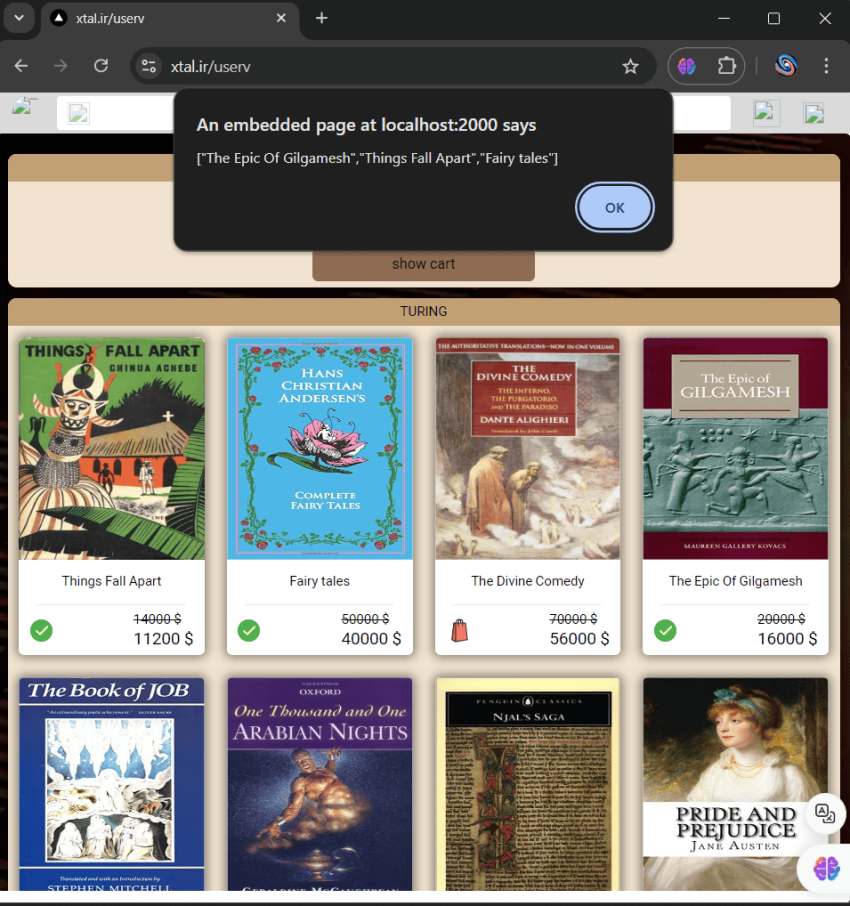 xtal.ir/userv
xtal.ir/userv
An embedded page at localhost:2000 says
["The Epic Of Gilgamesh","Things Fall Apart","Fairy tales"]
OK
show cart
TURING
THINGS FALL APART
CHINUA ACHEBE
HANS
CHRISTIAN
ANDERSEN'S
COMPLETE
FAIRY TALES
THE AUTHORITATIVE TRANSLATIONS—NOW IN ONE VOLUME
THE
DIVINE COMEDY
THE INFERNO,
THE PURGATORIO,
AND THE PARADISO
DANTE ALIGHIERI
The Epic of
GILGAMESH
MAUREEN GALLERY KOVACS
Things Fall Apart
Fairy tales
The Divine Comedy
The Epic Of Gilgamesh
14000 $
11200 $
50000 $
40000 $
70000 $
56000 $
20000 $
16000 $
The Book of JOB
Translated and with an Introduction by
STEPHEN MITCHELL
OXFORD
One Thousand and One
ARABIAN NIGHTS
GERALDINE McCAUGHREAN
PENGUIN CLASSICS
NJAL'S SAGA
PRIDE AND
PREJUDICE
JANE AUSTEN